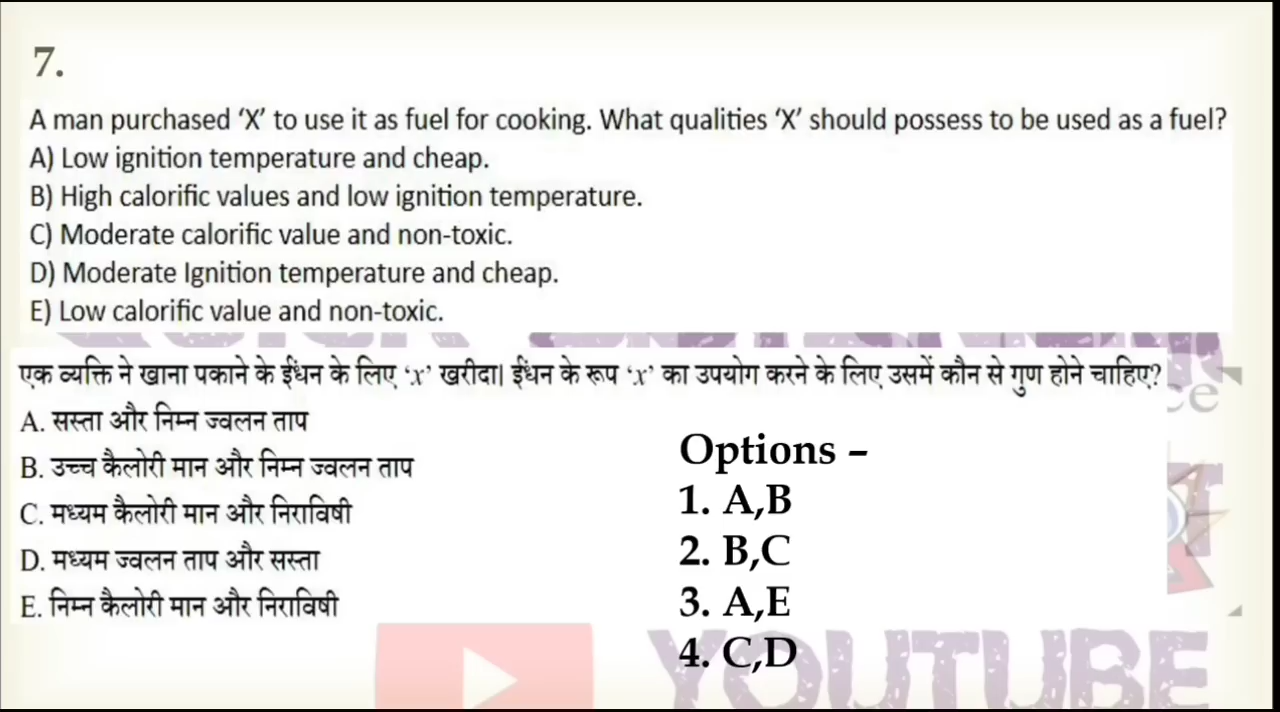 7.
A man purchased ‘X’ to use it as fuel for cooking. What qualities ‘X’ should possess to be used as a fuel?
A) Low ignition temperature and cheap.
B) High calorific values and low ignition temperature.
C) Moderate calorific value and non-toxic.
D) Moderate Ignition temperature and cheap.
E) Low calorific value and non-toxic.
एक व्यक्ति ने खाना पकाने के ईंधन के लिए ‘x’ खरीदा| ईंधन के रूप ‘x’ का उपयोग करने के लिए उसमें कौन से गुण होने चाहिए?
A. सस्ता और निम्न ज्वलन ताप
B. उच्च कैलोरी मान और निम्न ज्वलन ताप
C. मध्यम कैलोरी मान और निराविषी
D. मध्यम ज्वलन ताप और सस्ता
E. निम्न कैलोरी मान और निराविषी
Options –
1. A,B
2. B,C
3. A,E
4. C,D
YOUTUBE